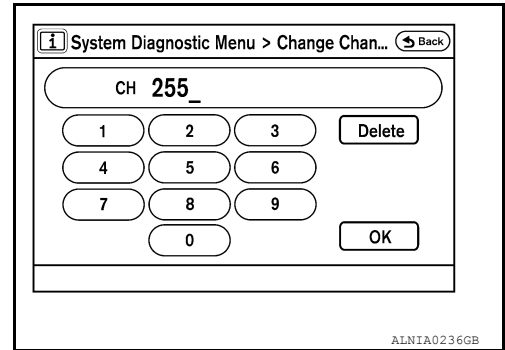 i System Diagnostic Menu > Change Chan... Back
CH 255_
1 2 3 Delete
4 5 6
7 8 9
0 OK
ALNIA0236GB